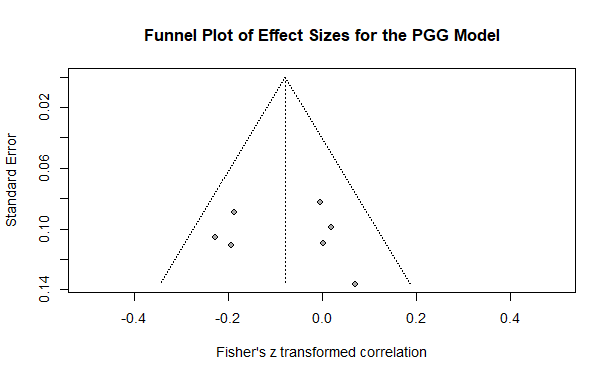 Funnel Plot of Effect Sizes for the PGG Model
Standard Error
0.02
0.06
0.10
0.14
-0.4 -0.2 0.0 0.2 0.4
Fisher's z transformed correlation